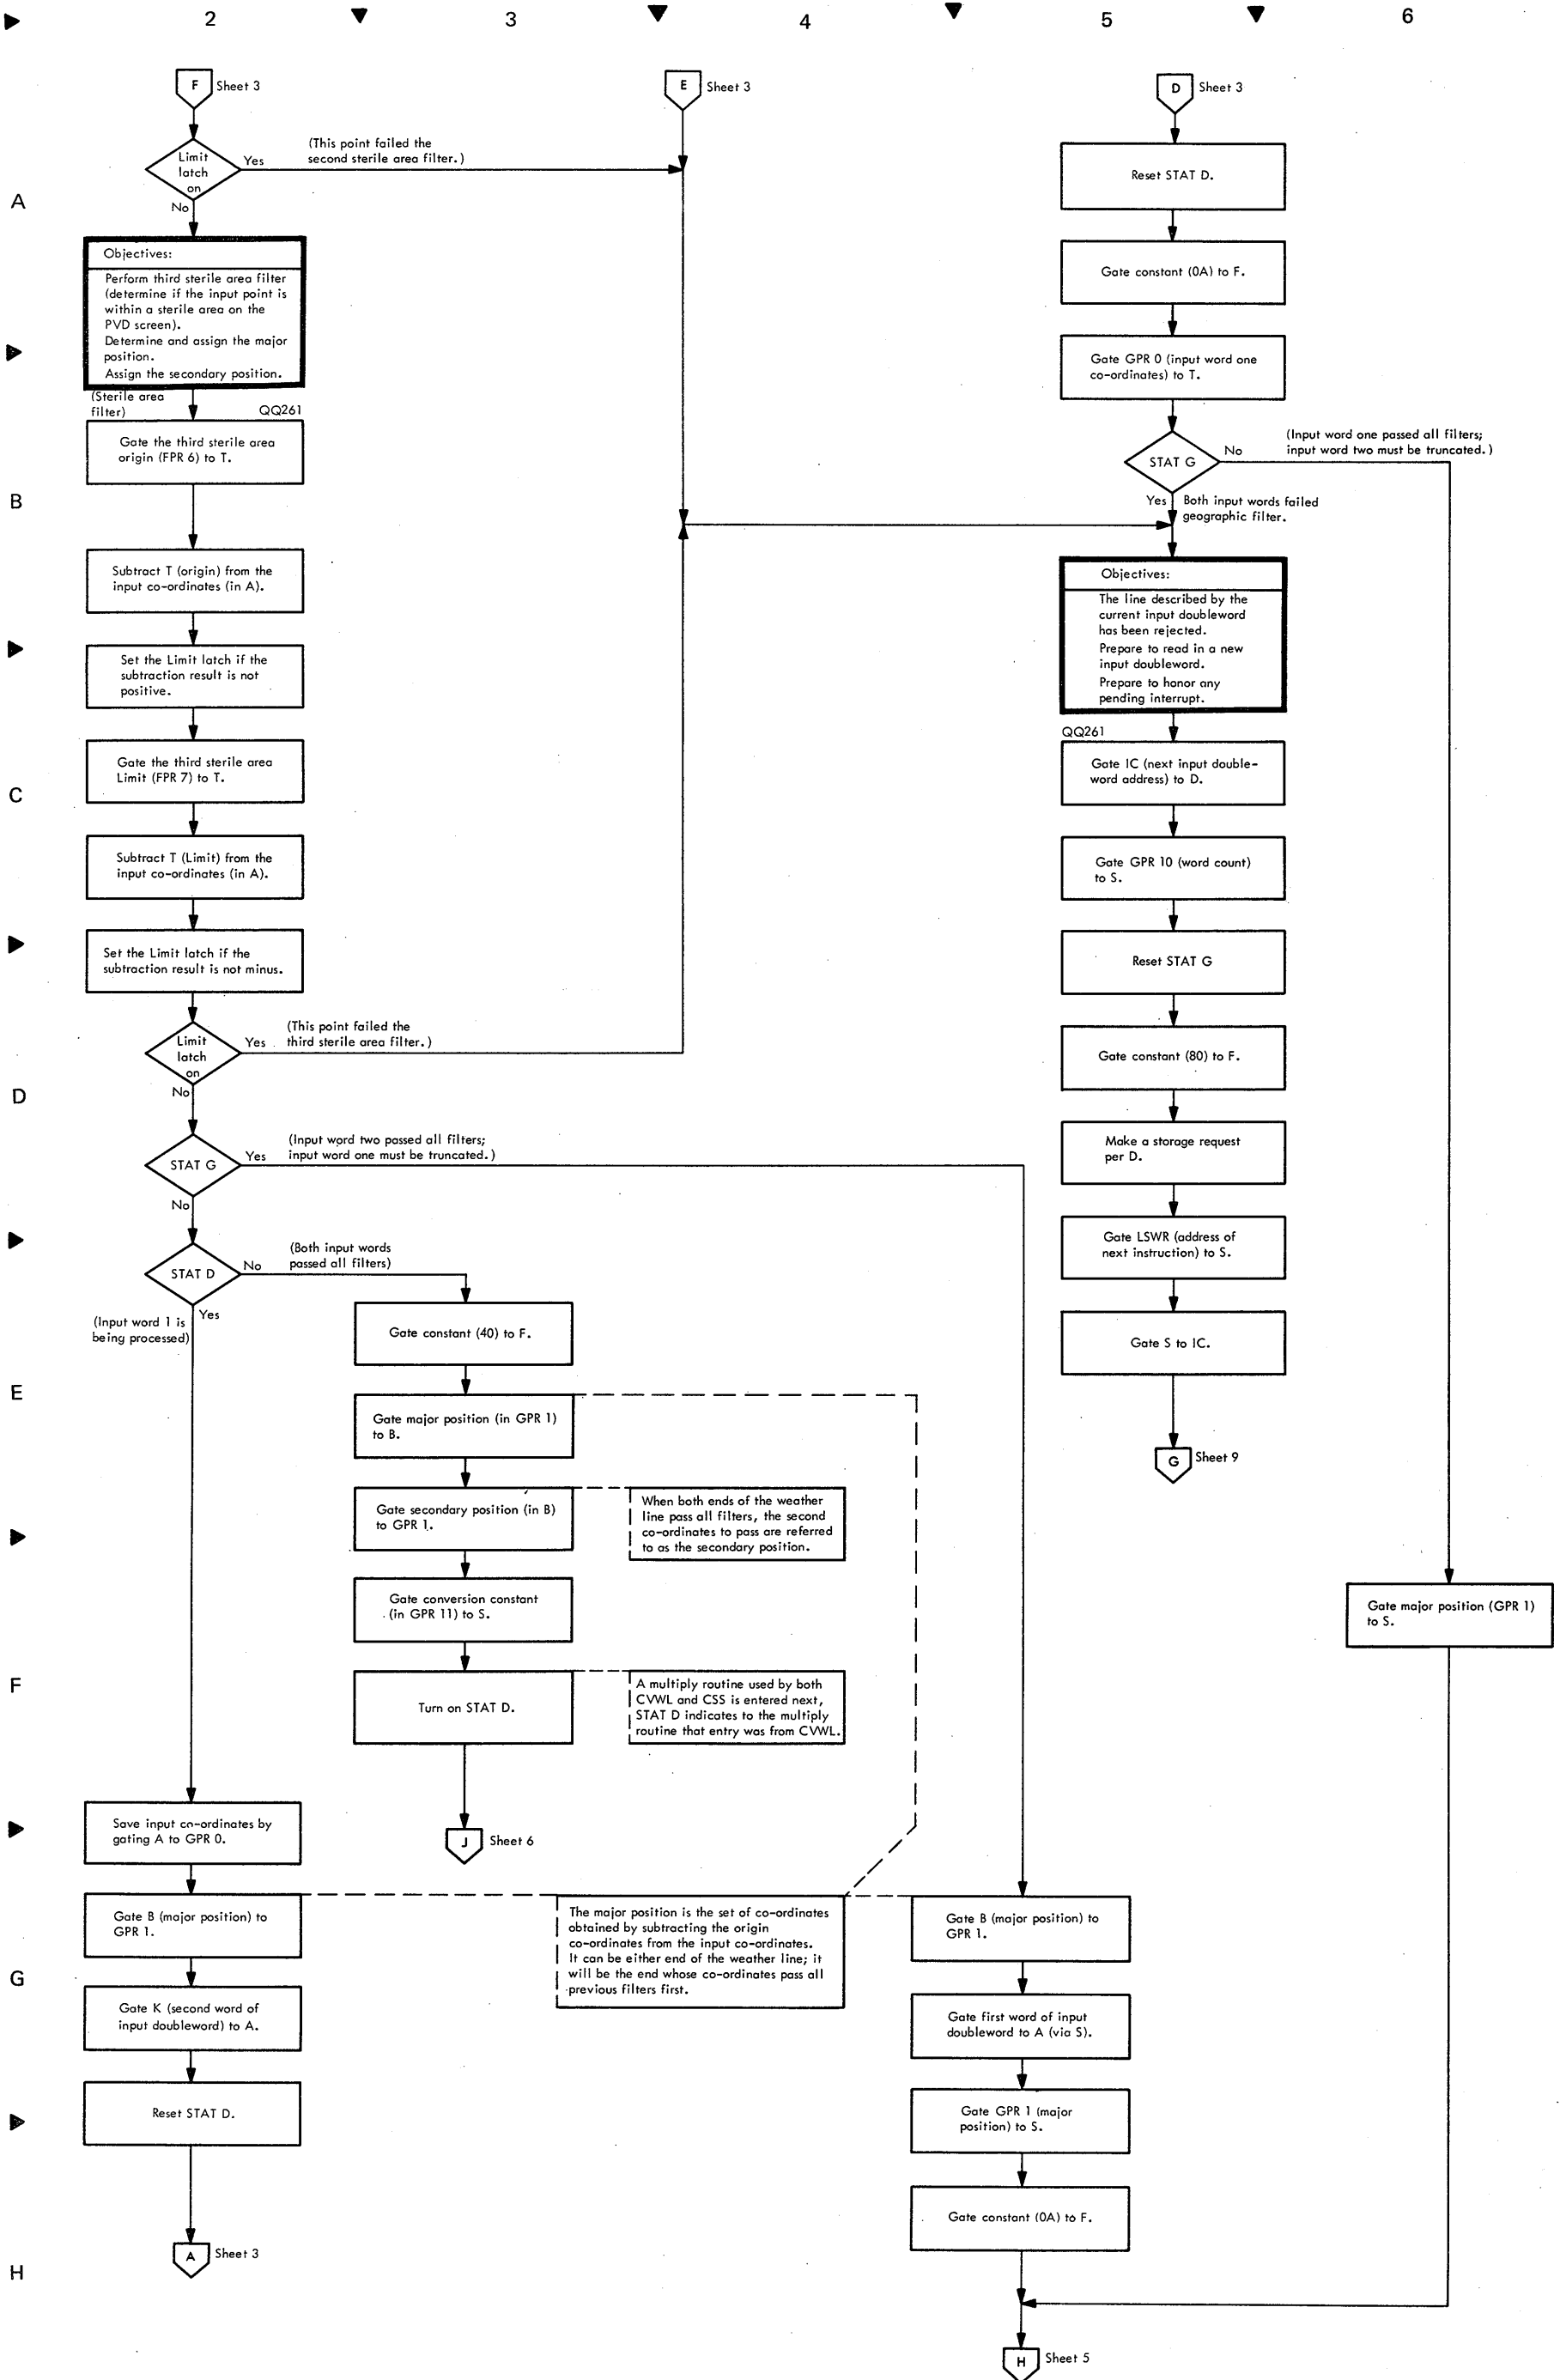 2 3 4 5 6
A
B
C
D
E
F
G
H
F Sheet 3
Limit
latch
on
Yes
(This point failed the
second sterile area filter.)
No
Objectives:
Perform third sterile area filter
(determine if the input point is
within a sterile area on the
PVD screen).
Determine and assign the major
position.
Assign the secondary position.
(Sterile area
filter)
QQ261
Gate the third sterile area
origin (FPR 6) to T.
Subtract T (origin) from the
input co-ordinates (in A).
Set the Limit latch if the
subtraction result is not
positive.
Gate the third sterile area
Limit (FPR 7) to T.
Subtract T (Limit) from the
input co-ordinates (in A).
Set the Limit latch if the
subtraction result is not minus.
Limit
latch
on
Yes
(This point failed the
third sterile area filter.)
No
STAT G
Yes
(Input word two passed all filters;
input word one must be truncated.)
No
STAT D
No
(Both input words
passed all filters)
Yes
(Input word 1 is
being processed)
Save input co-ordinates by
gating A to GPR 0.
Gate B (major position) to
GPR 1.
Gate K (second word of
input doubleword) to A.
Reset STAT D.
A Sheet 3
Gate constant (40) to F.
Gate major position (in GPR 1)
to B.
Gate secondary position (in B)
to GPR 1.
When both ends of the weather
line pass all filters, the second
co-ordinates to pass are referred
to as the secondary position.
Gate conversion constant
(in GPR 11) to S.
Turn on STAT D.
A multiply routine used by both
CVWL and CSS is entered next,
STAT D indicates to the multiply
routine that entry was from CVWL.
J Sheet 6
The major position is the set of co-ordinates
obtained by subtracting the origin
co-ordinates from the input co-ordinates.
It can be either end of the weather line; it
will be the end whose co-ordinates pass all
previous filters first.
E Sheet 3
D Sheet 3
Reset STAT D.
Gate constant (0A) to F.
Gate GPR 0 (input word one
co-ordinates) to T.
STAT G
No
(Input word one passed all filters;
input word two must be truncated.)
Yes
Both input words failed
geographic filter.
Objectives:
The line described by the
current input doubleword
has been rejected.
Prepare to read in a new
input doubleword.
Prepare to honor any
pending interrupt.
QQ261
Gate IC (next input double-
word address) to D.
Gate GPR 10 (word count)
to S.
Reset STAT G
Gate constant (80) to F.
Make a storage request
per D.
Gate LSWR (address of
next instruction) to S.
Gate S to IC.
G Sheet 9
Gate major position (GPR 1)
to S.
Gate B (major position) to
GPR 1.
Gate first word of input
doubleword to A (via S).
Gate GPR 1 (major
position) to S.
Gate constant (0A) to F.
H Sheet 5